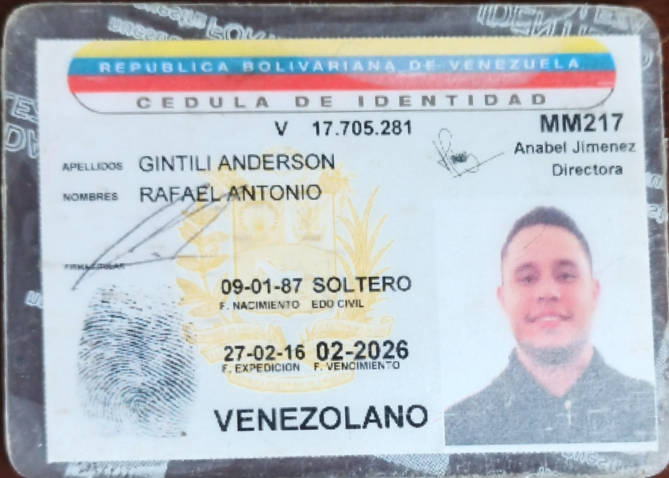 REPUBLICA BOLIVARIANA DE VENEZUELA
CEDULA DE IDENTIDAD
V 17.705.281
MM217
Anabel Jimenez
Directora
APELLIDOS GINTILI ANDERSON
NOMBRES RAFAEL ANTONIO
FIRMA TITULAR
09-01-87 SOLTERO
F. NACIMIENTO EDO CIVIL
27-02-16 02-2026
F. EXPEDICION F. VENCIMIENTO
VENEZOLANO